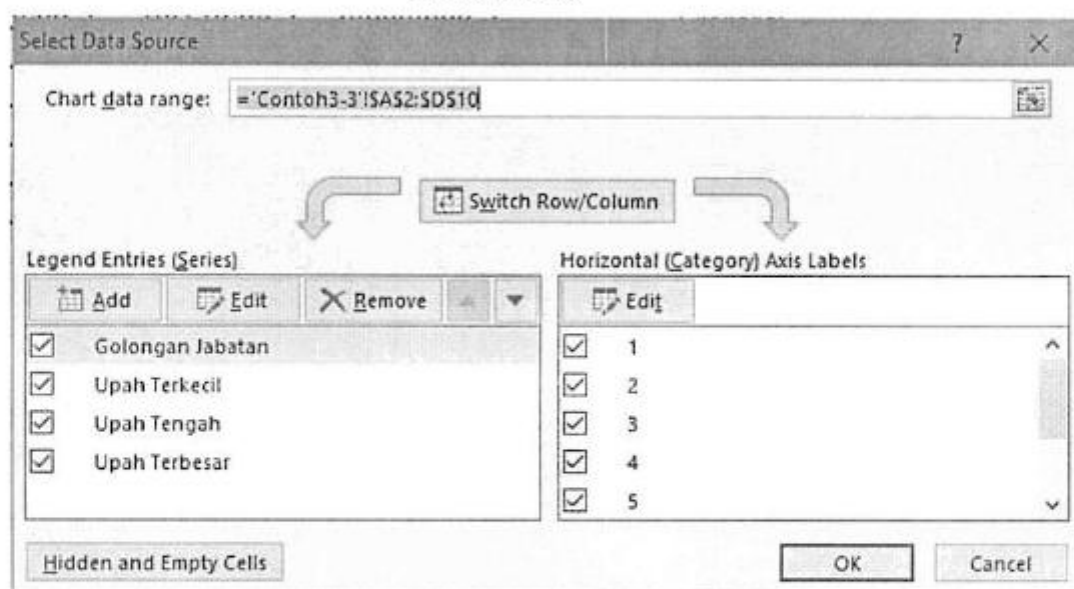 Select Data Source ?
Chart data range: ='Contoh3-3'!$A$2:$D$10
Switch Row/Column
Legend Entries (Series)
Add Edit Remove
Golongan Jabatan
Upah Terkecil
Upah Tengah
Upah Terbesar
Horizontal (Category) Axis Labels
Edit
1
2
3
4
5
Hidden and Empty Cells
OK Cancel